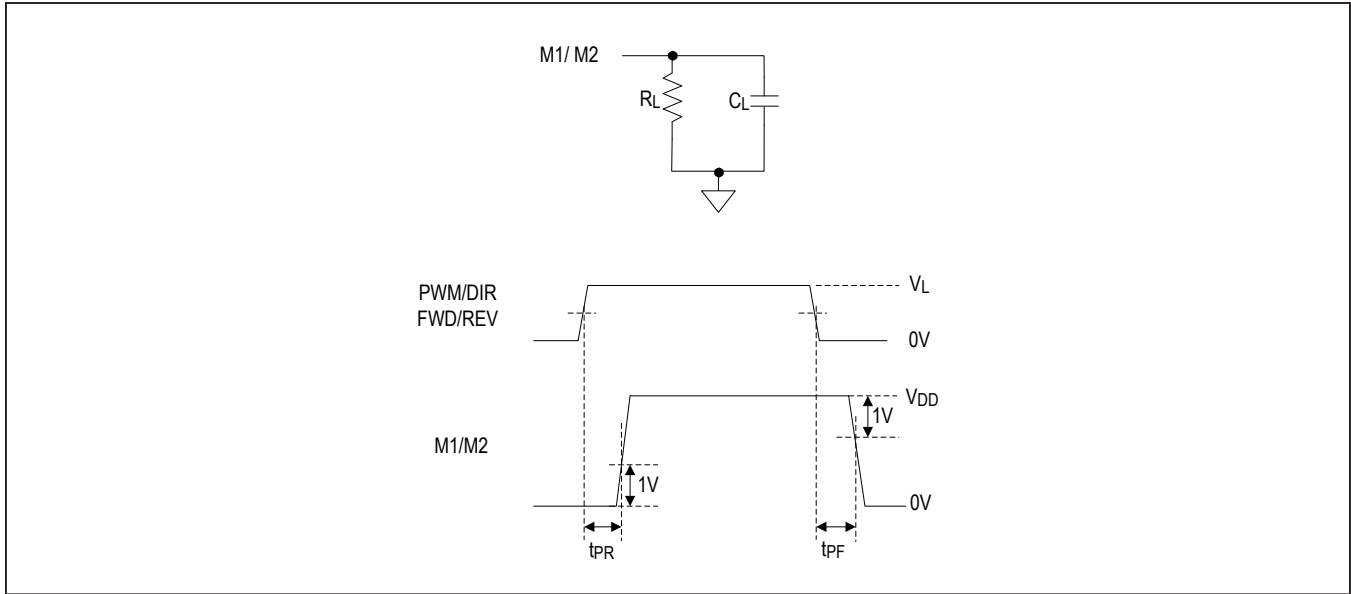 M1/ M2
RL
CL
PWM/DIR
FWD/REV
VL
0V
VDD
1V
M1/M2
1V
0V
tPR
tPF